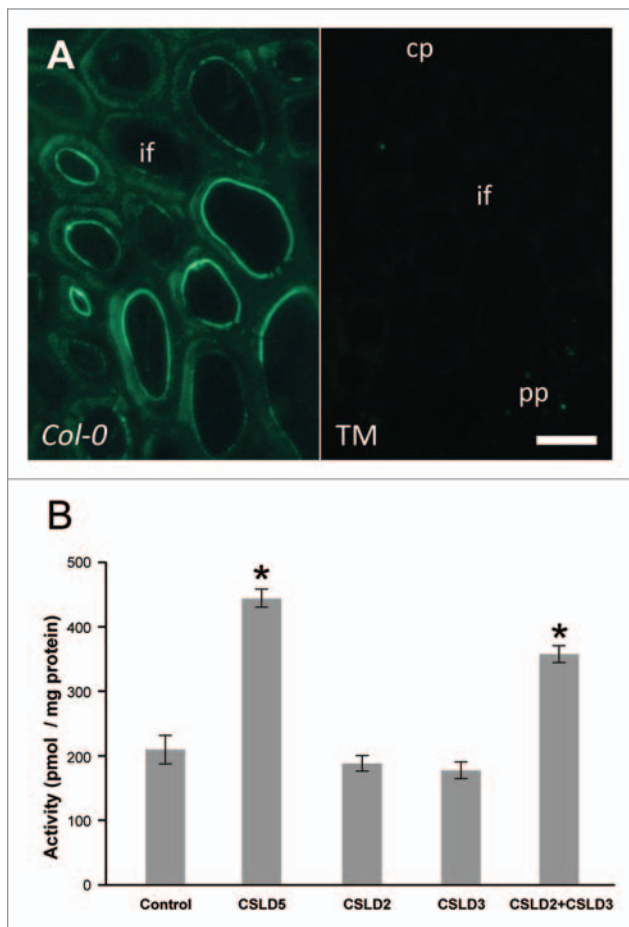 A
cp
if
if
pp
Col-0
TM
B
Activity (pmol / mg protein)
500
400
300
200
100
0
*
*
Control CSLD5 CSLD2 CSLD3 CSLD2+CSLD3